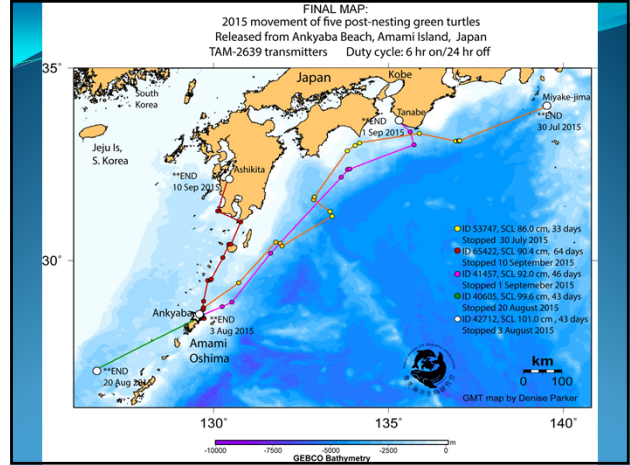 FINAL MAP:
2015 movement of five post-nesting green turtles
Released from Ankyaba Beach, Amami Island, Japan
TAM-2639 transmitters Duty cycle: 6 hr on/24 hr off
35°
South
Korea
Japan
Kobe
Jeju Is,
S. Korea
Tanabe
**END
1 Sep 2015
Miyake-jima
**END
30 Jul 2015
Ashikita
**END
10 Sep 2015
30°
ID 53747, SCL 86.0 cm, 33 days
Stopped 30 July 2015
ID 65422, SCL 90.4 cm, 64 days
Stopped 10 September 2015
ID 41457, SCL 92.0 cm, 46 days
Stopped 1 Septemeber 2015
ID 40605, SCL 99.6 cm, 43 days
Stopped 20 August 2015
ID 42712, SCL 101.0 cm, 43 days
Stopped 3 August 2015
Ankyaba
**END
3 Aug 2015
Amami
Oshima
**END
20 Aug 2015
km
0 100
GMT map by Denise Parker
130°
135°
140°
-10000 -7500 -5000 -2500 0 m
GEBCO Bathymetry